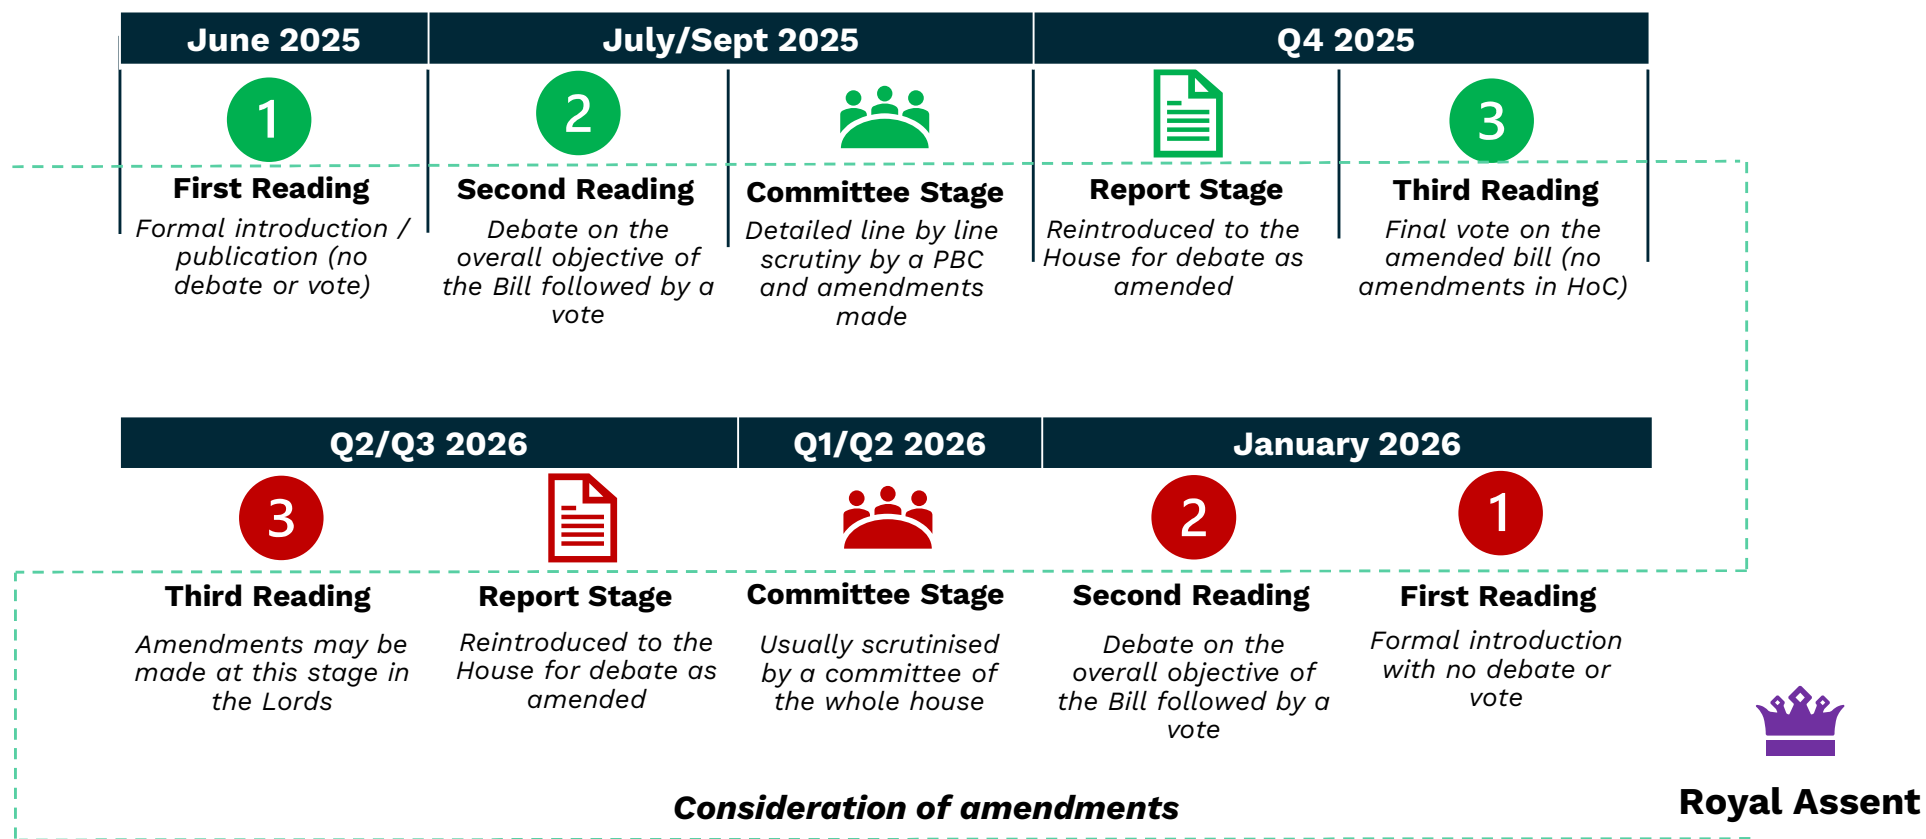 June 2025
July/Sept 2025
Q4 2025
1
2
3
First Reading
Formal introduction /
publication (no
debate or vote)
Second Reading
Debate on the
overall objective of
the Bill followed by a
vote
Committee Stage
Detailed line by line
scrutiny by a PBC
and amendments
made
Report Stage
Reintroduced to the
House for debate as
amended
Third Reading
Final vote on the
amended bill (no
amendments in HoC)
Q2/Q3 2026
Q1/Q2 2026
January 2026
3
2
1
Third Reading
Amendments may be
made at this stage in
the Lords
Report Stage
Reintroduced to the
House for debate as
amended
Committee Stage
Usually scrutinised
by a committee of
the whole house
Second Reading
Debate on the
overall objective of
the Bill followed by a
vote
First Reading
Formal introduction
with no debate or
vote
Consideration of amendments
Royal Assent